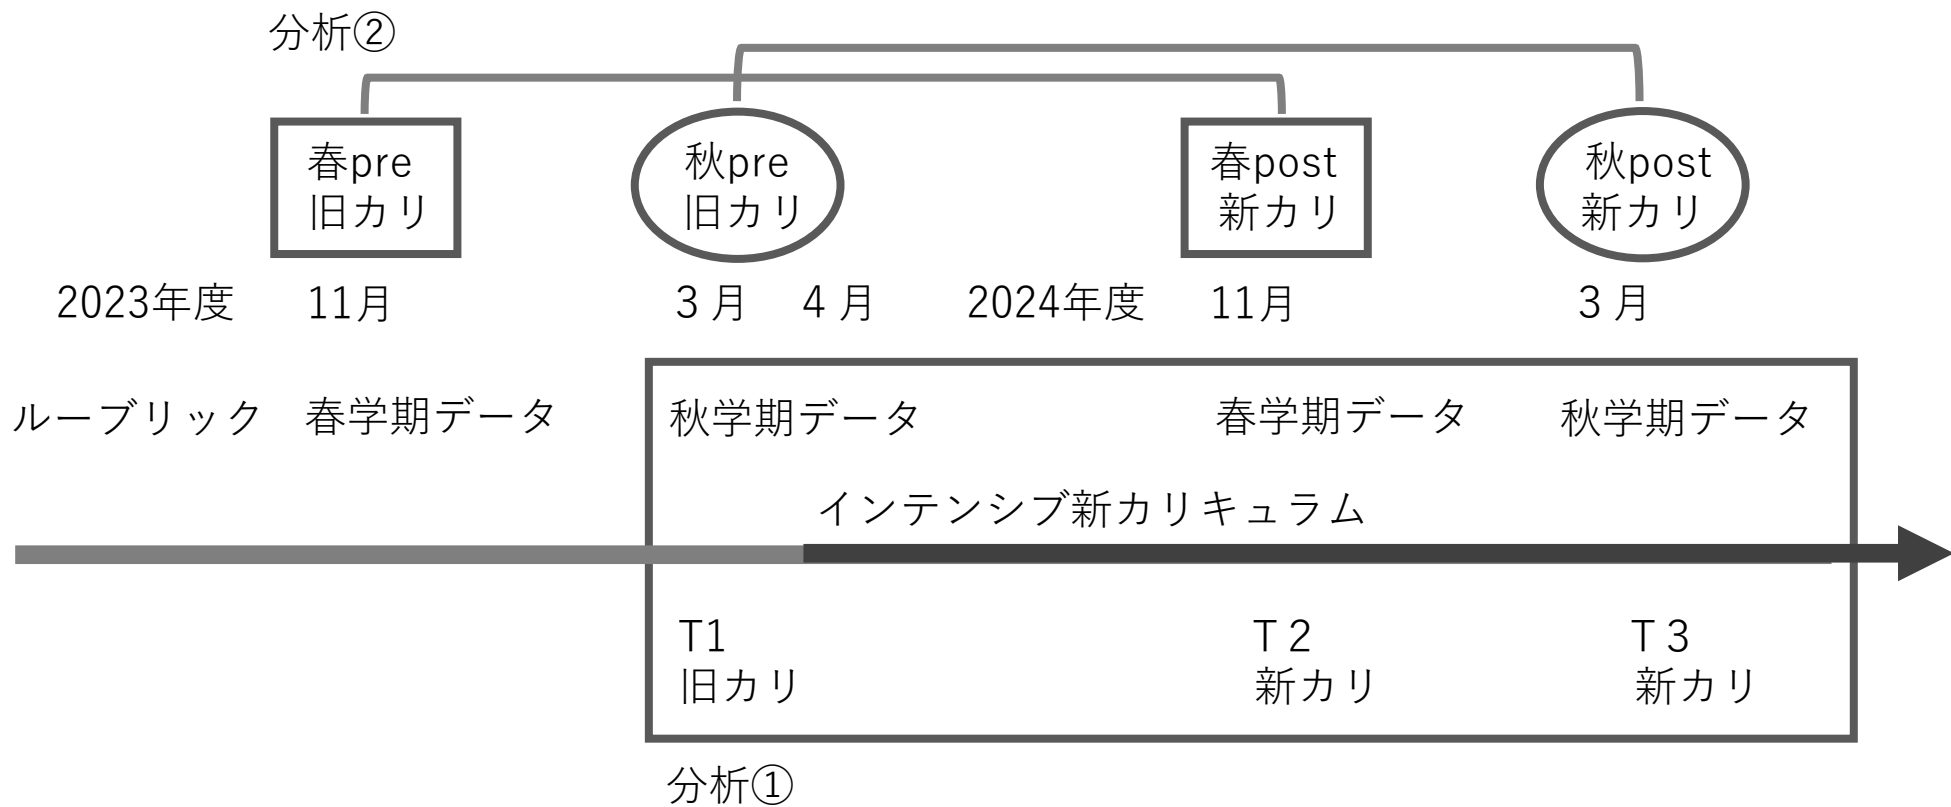 分析②
春pre
旧カリ
秋pre
旧カリ
春post
新カリ
秋post
新カリ
2023年度 11月 3月 4月 2024年度 11月 3月
ルーブリック 春学期データ 秋学期データ 春学期データ 秋学期データ
インテンシブ新カリキュラム
T1
旧カリ
T2
新カリ
T3
新カリ
分析①